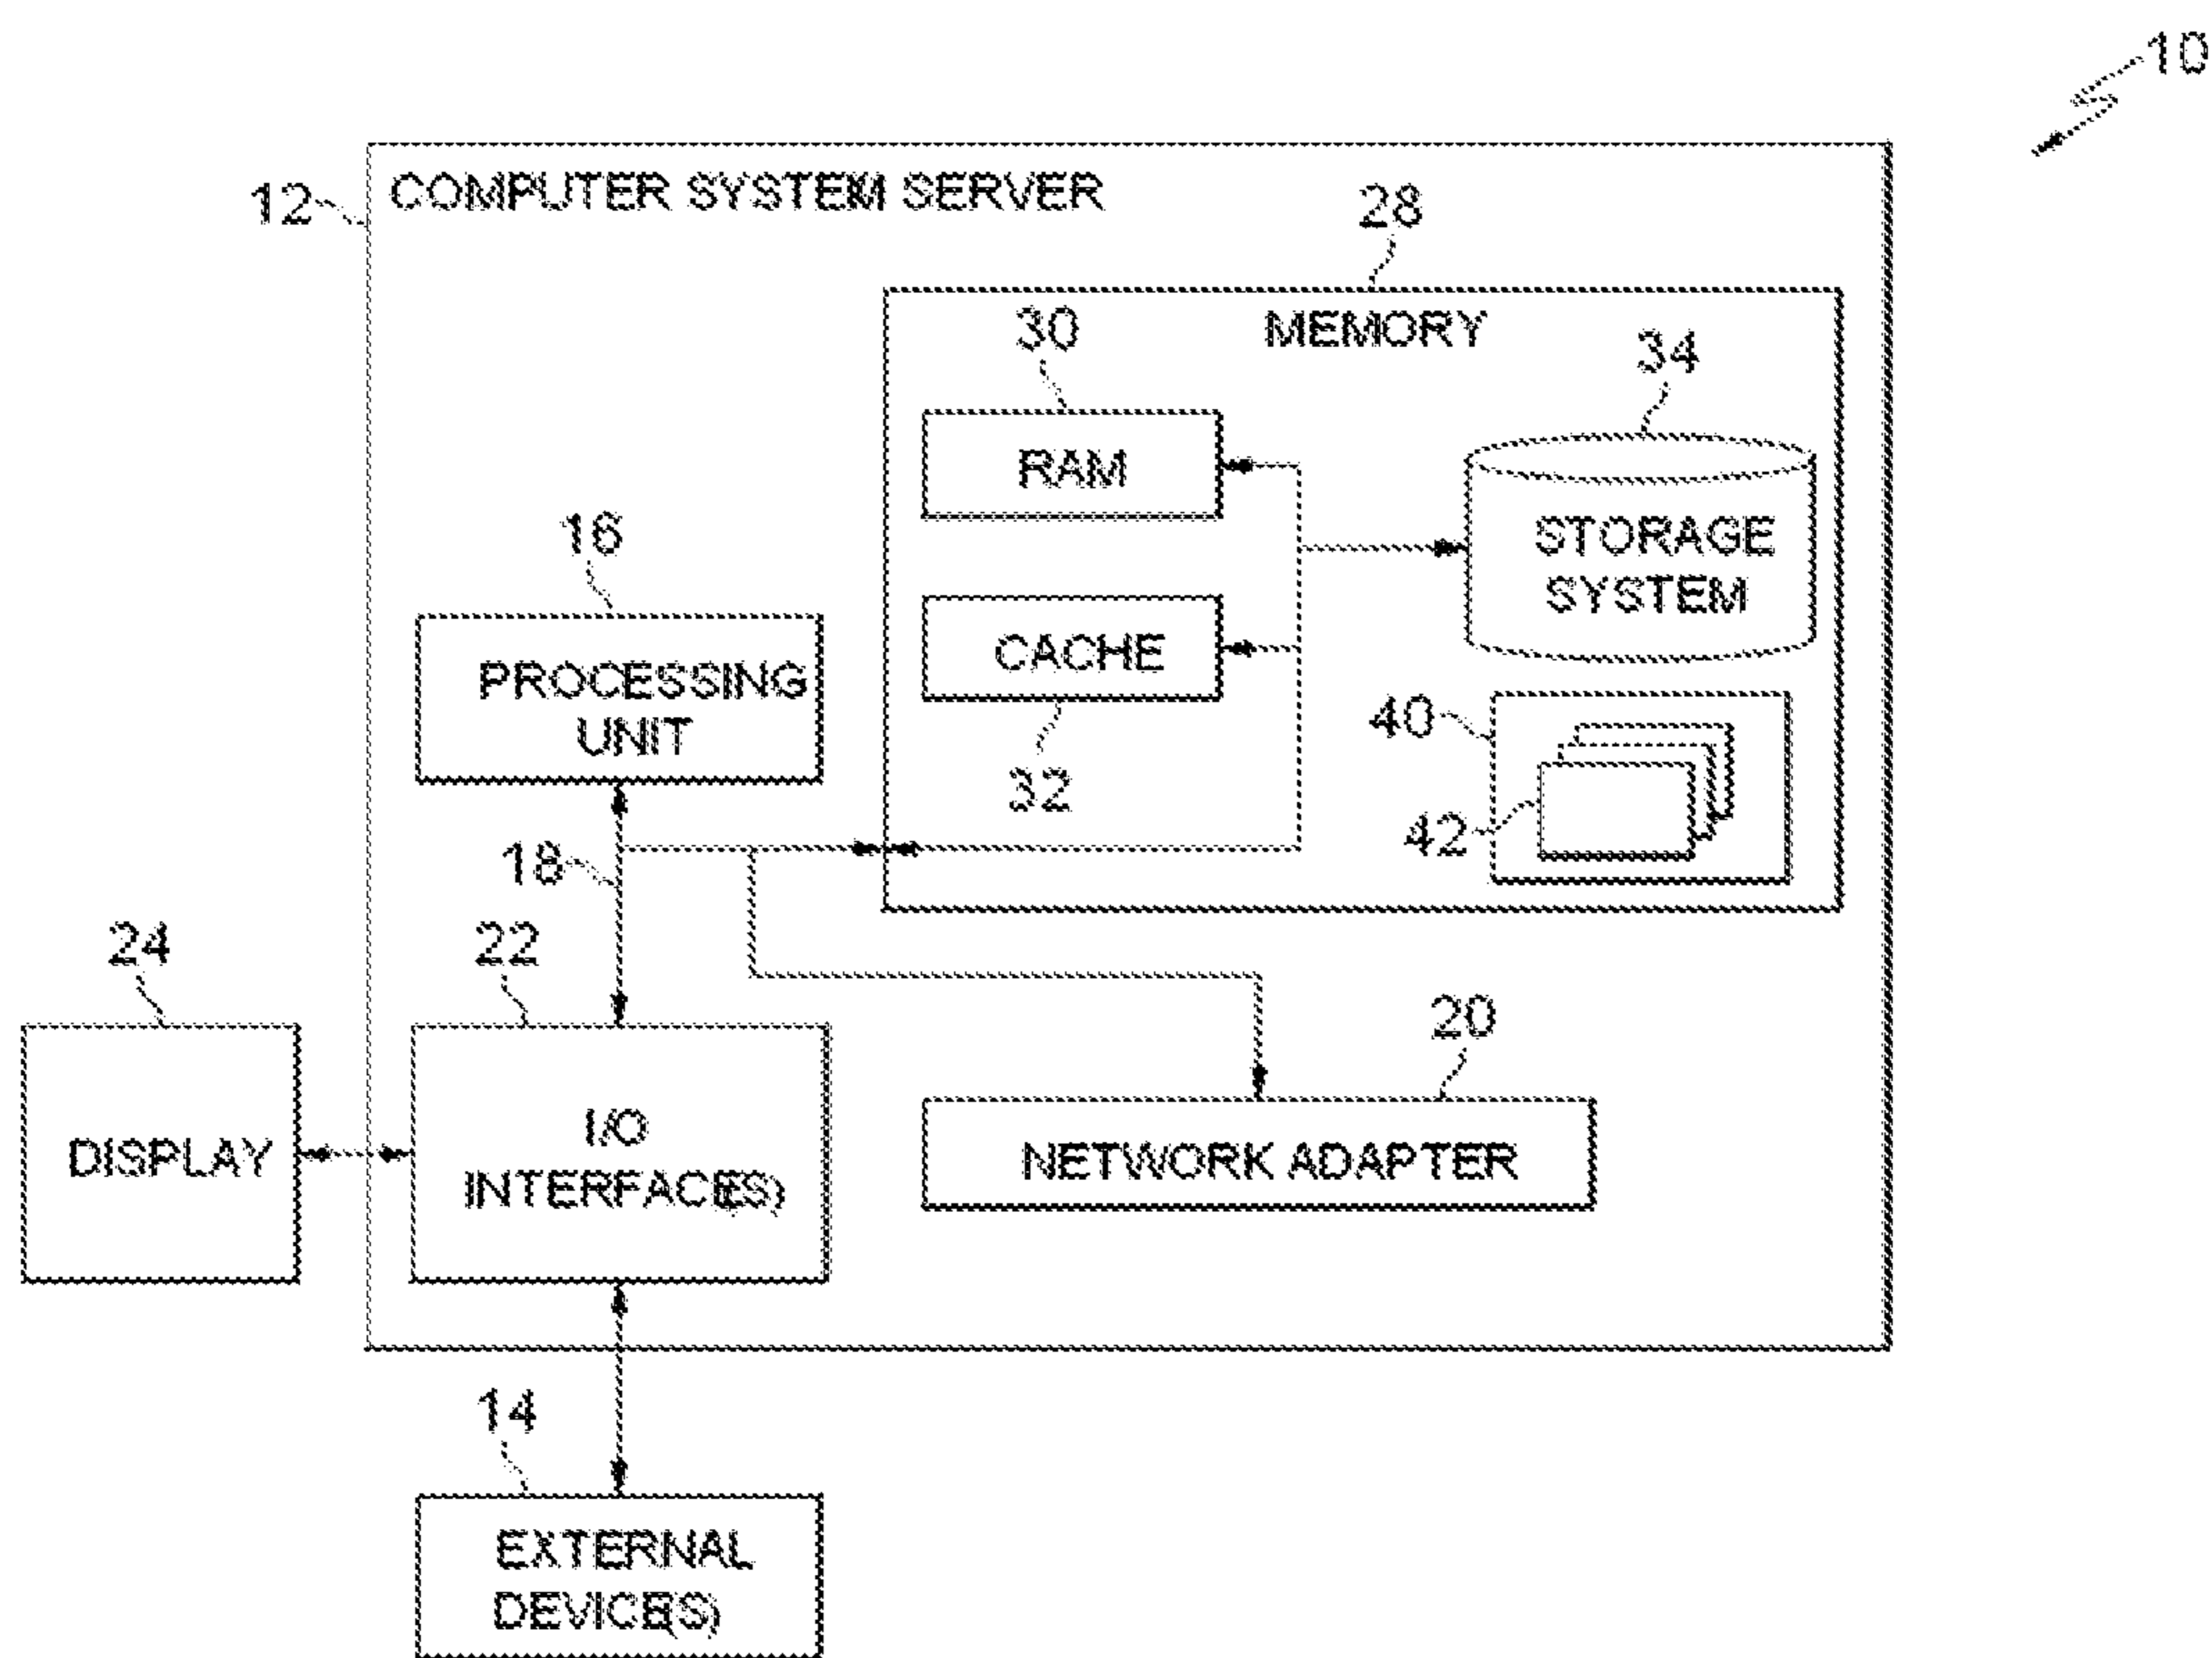 10
12
COMPUTER SYSTEM SERVER
28
MEMORY
30
34
RAM
STORAGE
SYSTEM
16
CACHE
PROCESSING
UNIT
32
40
42
18
24
22
20
DISPLAY
I/O
INTERFACE(S)
NETWORK ADAPTER
14
EXTERNAL
DEVICE(S)